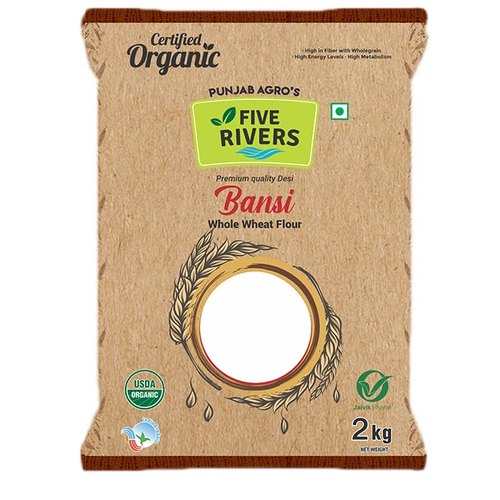 Certified
Organic
• High in Fiber with Wholegrain
• High Energy Levels • High Metabolism
PUNJAB AGRO'S
FIVE
RIVERS
Premium quality Desi
Bansi
Whole Wheat Flour
USDA
ORGANIC
Jaivik Bharat
2kg
NET WEIGHT